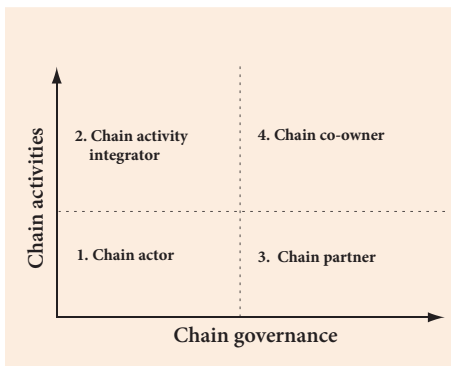 Chain activities
2. Chain activity
integrator
4. Chain co-owner
1. Chain actor
3. Chain partner
Chain governance